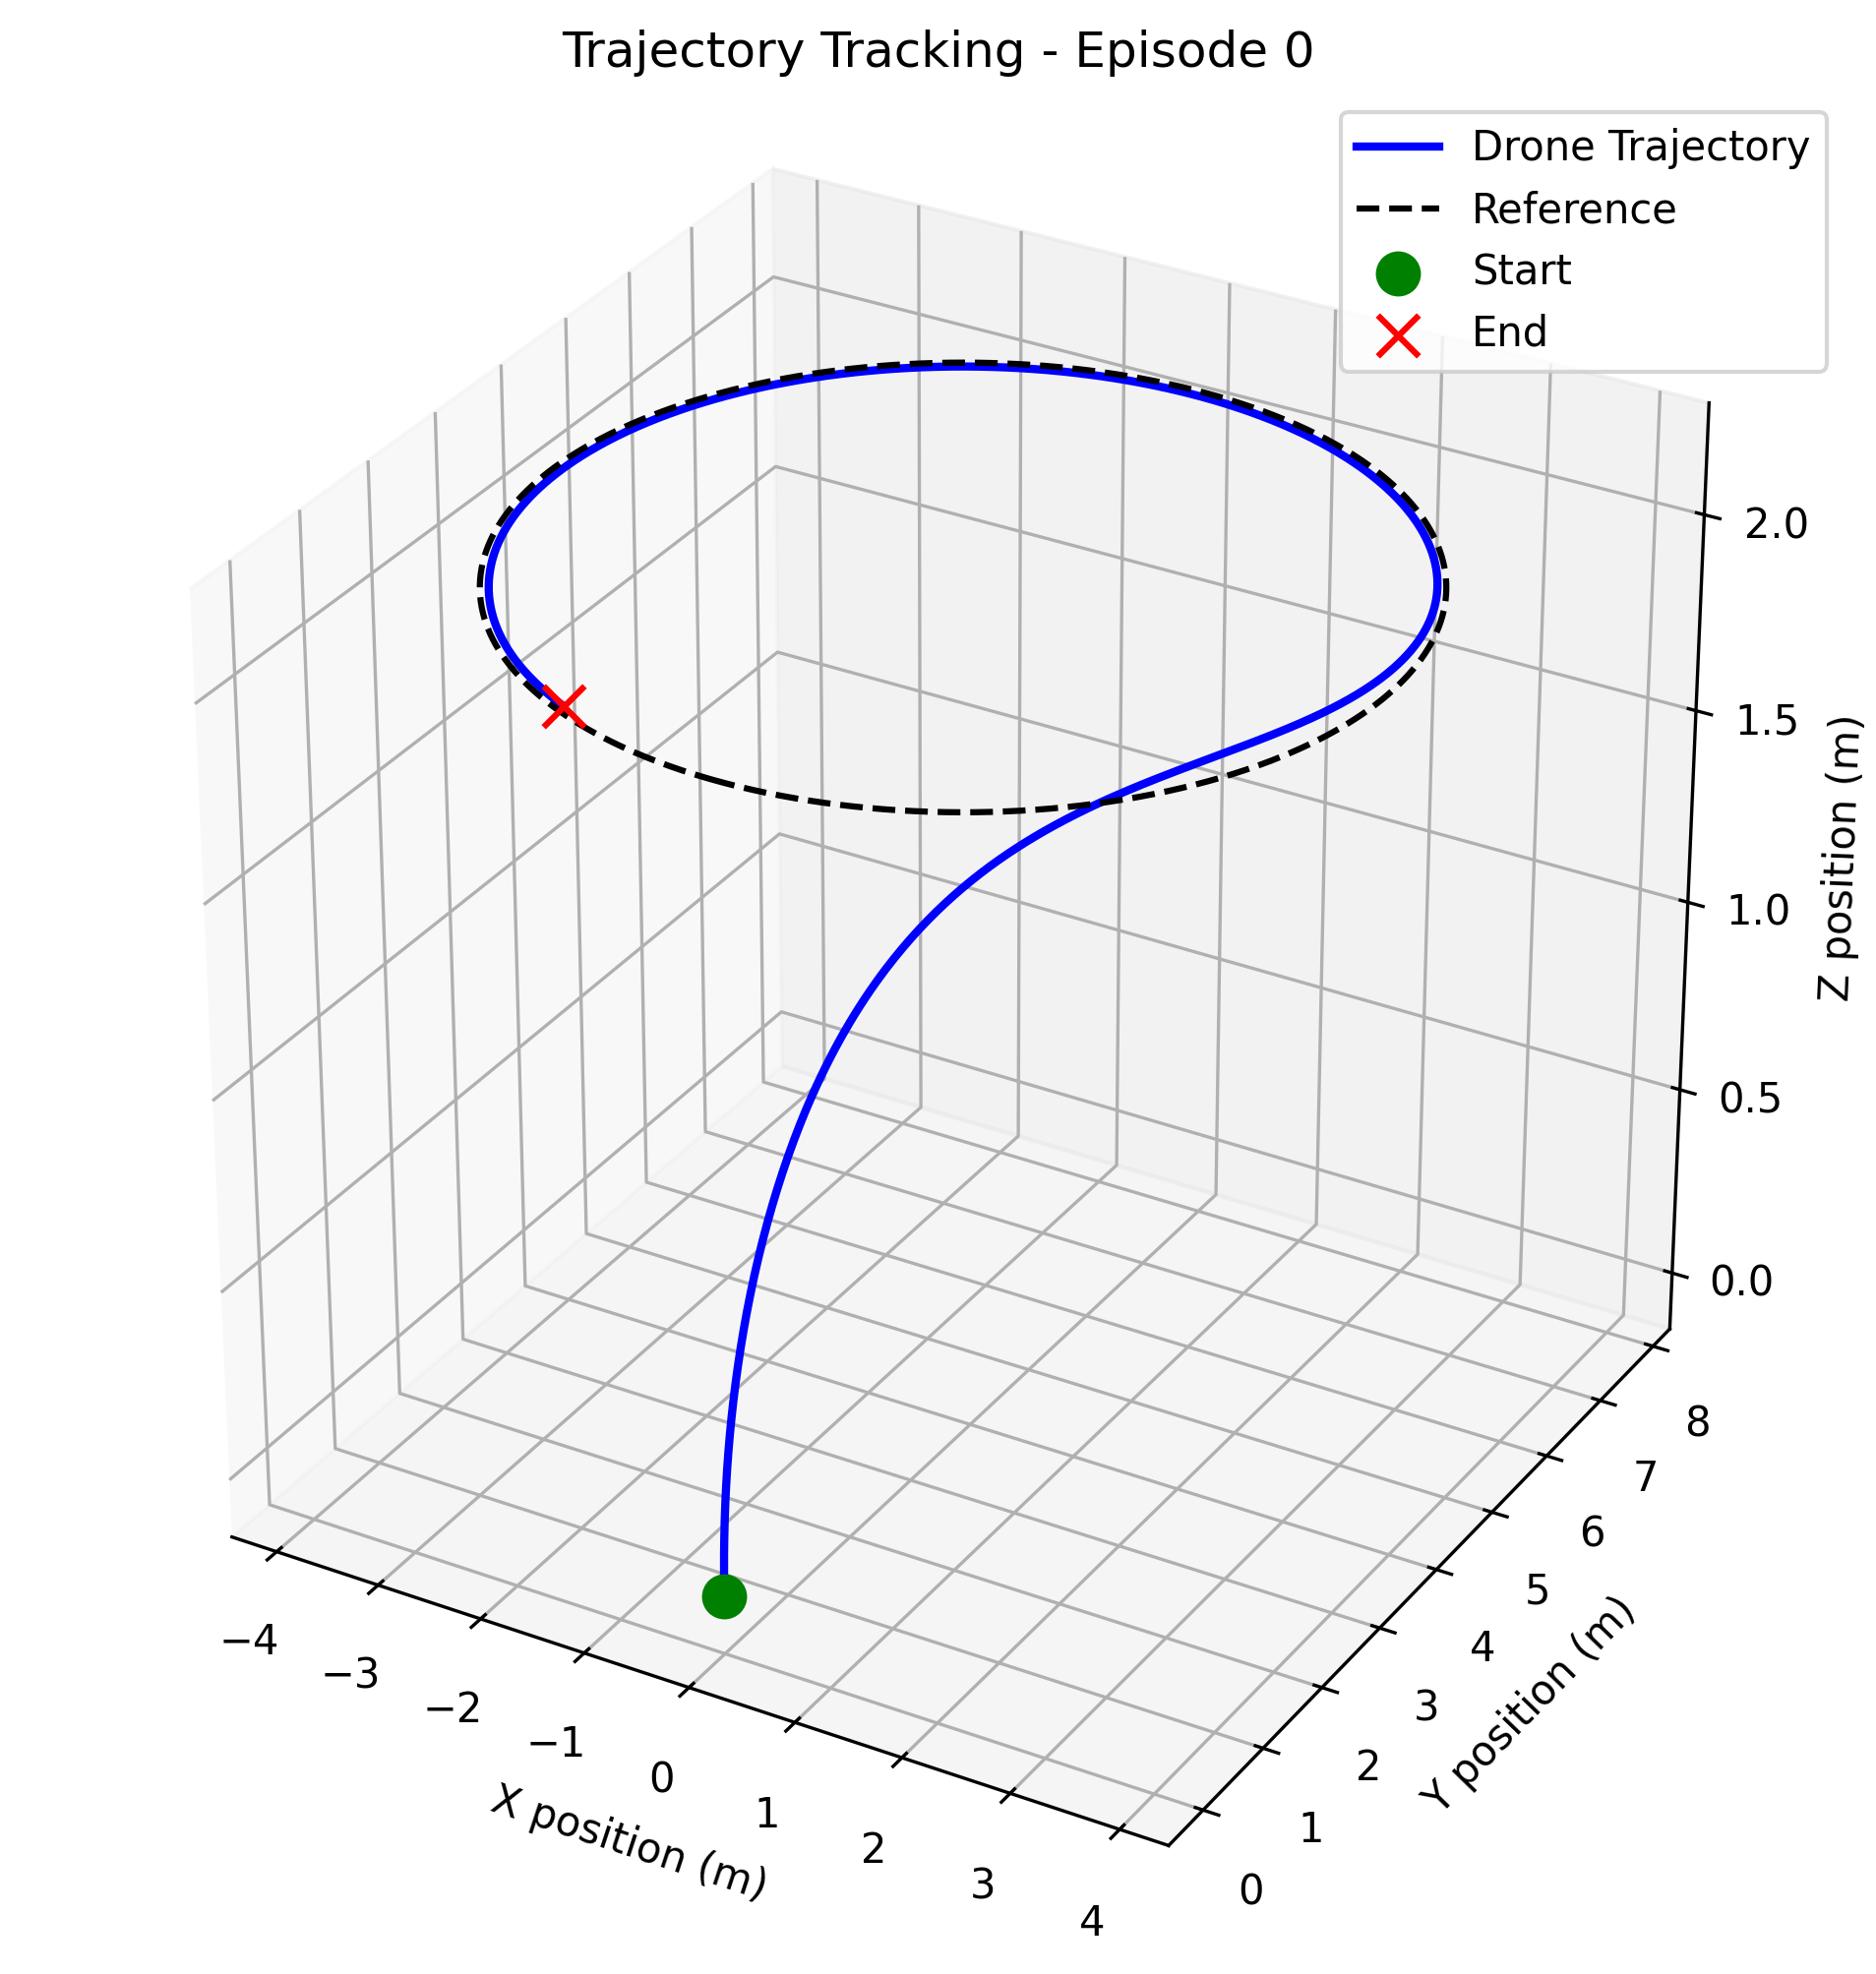 Trajectory Tracking - Episode 0
Drone Trajectory
Reference
Start
End
2.0
1.5
1.0
0.5
0.0
Z position (m)
8
7
6
5
4
3
2
1
0
Y position (m)
−4
−3
−2
−1
0
1
2
3
4
X position (m)